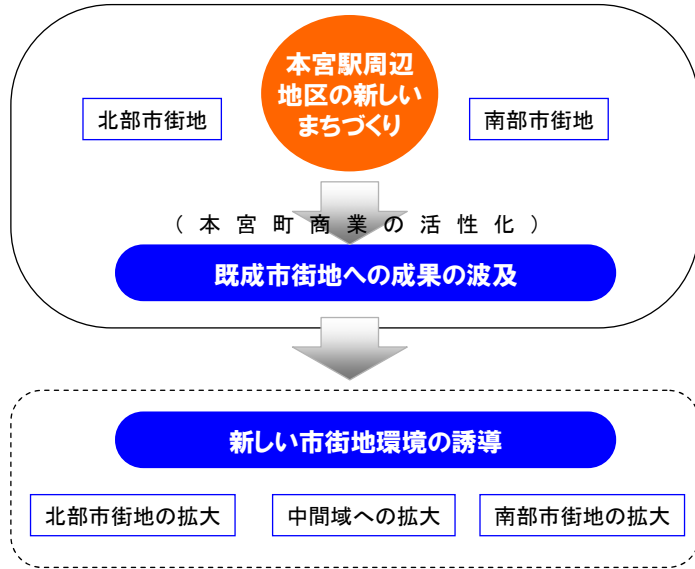 本宮駅周辺
地区の新しい
まちづくり
北部市街地
南部市街地
（本宮町商業の活性化）
既成市街地への成果の波及
新しい市街地環境の誘導
北部市街地の拡大
中間域への拡大
南部市街地の拡大